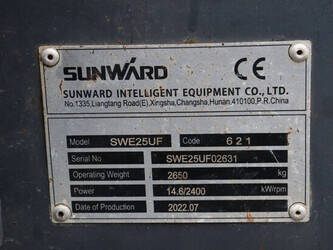 SUNWARD CE
SUNWARD INTELLIGENT EQUIPMENT CO., LTD.
No.1335,Liangtang Road(E),Xingsha,Changsha,Hunan.410100,P.R.China
Model SWE25UF Code 621
Serial No SWE25UF02631
Operating Weight 2650 kg
Power 14.6/2400 kW/rpm
Date of Production 2022.07